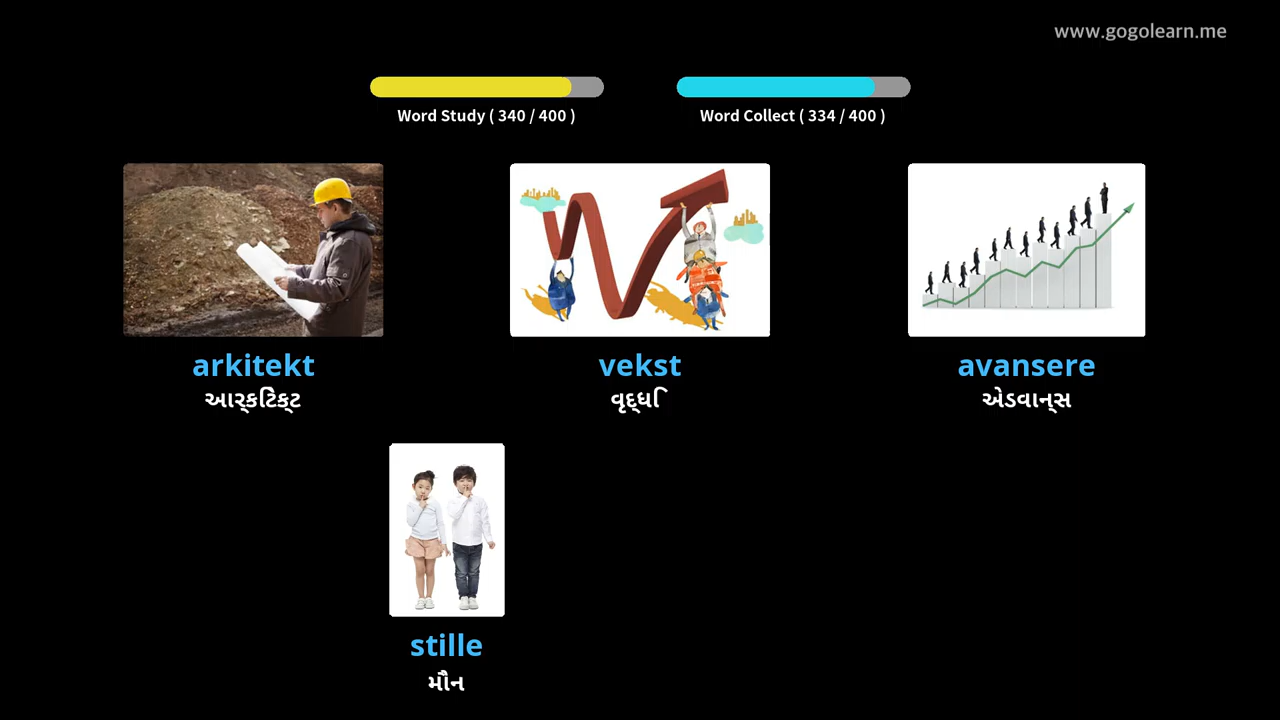 www.gogolearn.me
Word Study ( 340 / 400 )
Word Collect ( 334 / 400 )
arkitekt
આર્કિટેક્ટ
vekst
વૃદ્ધિ
avansere
એડવાન્સ
stille
મૌન